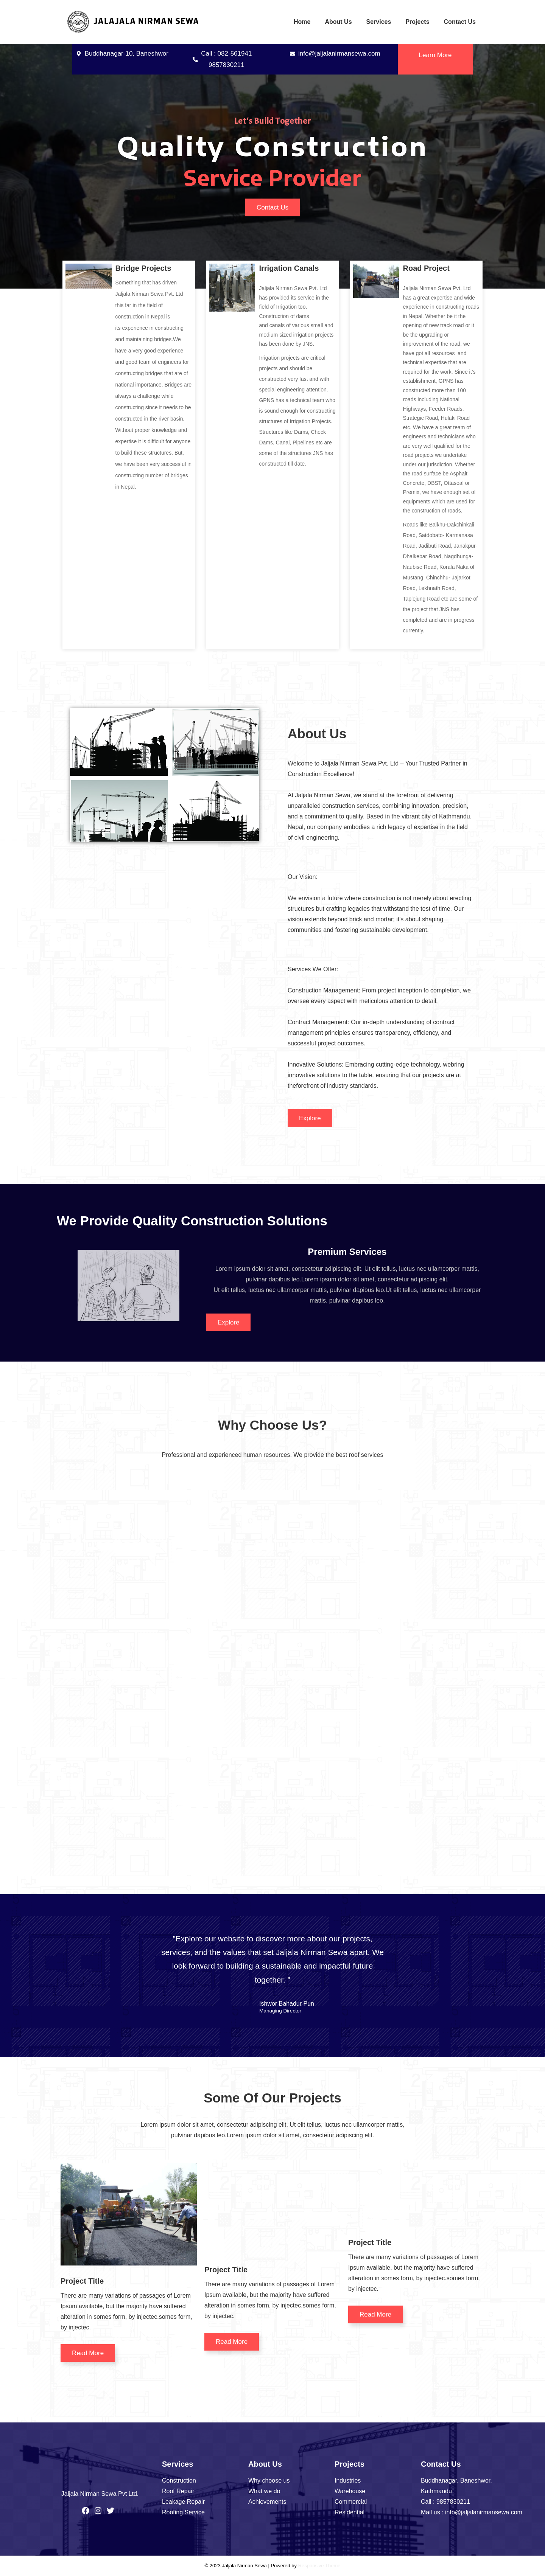 JALAJALA NIRMAN SEWA
Home
About Us
Services
Projects
Contact Us
Buddhanagar-10, Baneshwor
Call : 082-561941
9857830211
info@jaljalanirmansewa.com
Learn More
Let's Build Together
Quality Construction
Service Provider
Contact Us
Bridge Projects
Something that has driven
Jaljala Nirman Sewa Pvt. Ltd
this far in the field of
construction in Nepal is
its experience in constructing
and maintaining bridges.We
have a very good experience
and good team of engineers for
constructing bridges that are of
national importance. Bridges are
always a challenge while
constructing since it needs to be
constructed in the river basin.
Without proper knowledge and
expertise it is difficult for anyone
to build these structures. But,
we have been very successful in
constructing number of bridges
in Nepal.
Irrigation Canals
Jaljala Nirman Sewa Pvt. Ltd
has provided its service in the
field of Irrigation too.
Construction of dams
and canals of various small and
medium sized irrigation projects
has been done by JNS.
Irrigation projects are critical
projects and should be
constructed very fast and with
special engineering attention.
GPNS has a technical team who
is sound enough for constructing
structures of Irrigation Projects.
Structures like Dams, Check
Dams, Canal, Pipelines etc are
some of the structures JNS has
constructed till date.
Road Project
Jaljala Nirman Sewa Pvt. Ltd
has a great expertise and wide
experience in constructing roads
in Nepal. Whether be it the
opening of new track road or it
be the upgrading or
improvement of the road, we
have got all resources and
technical expertise that are
required for the work. Since it's
establishment, GPNS has
constructed more than 100
roads including National
Highways, Feeder Roads,
Strategic Road, Hulaki Road
etc. We have a great team of
engineers and technicians who
are very well qualified for the
road projects we undertake
under our jurisdiction. Whether
the road surface be Asphalt
Concrete, DBST, Ottaseal or
Premix, we have enough set of
equipments which are used for
the construction of roads.
Roads like Balkhu-Dakchinkali
Road, Satdobato- Karmanasa
Road, Jadibuti Road, Janakpur-
Dhalkebar Road, Nagdhunga-
Naubise Road, Korala Naka of
Mustang, Chinchhu- Jajarkot
Road, Lekhnath Road,
Taplejung Road etc are some of
the project that JNS has
completed and are in progress
currently.
About Us
Welcome to Jaljala Nirman Sewa Pvt. Ltd – Your Trusted Partner in
Construction Excellence!
At Jaljala Nirman Sewa, we stand at the forefront of delivering
unparalleled construction services, combining innovation, precision,
and a commitment to quality. Based in the vibrant city of Kathmandu,
Nepal, our company embodies a rich legacy of expertise in the field
of civil engineering.
Our Vision:
We envision a future where construction is not merely about erecting
structures but crafting legacies that withstand the test of time. Our
vision extends beyond brick and mortar; it's about shaping
communities and fostering sustainable development.
Services We Offer:
Construction Management: From project inception to completion, we
oversee every aspect with meticulous attention to detail.
Contract Management: Our in-depth understanding of contract
management principles ensures transparency, efficiency, and
successful project outcomes.
Innovative Solutions: Embracing cutting-edge technology, webring
innovative solutions to the table, ensuring that our projects are at
theforefront of industry standards.
Explore
We Provide Quality Construction Solutions
Premium Services
Lorem ipsum dolor sit amet, consectetur adipiscing elit. Ut elit tellus, luctus nec ullamcorper mattis,
pulvinar dapibus leo.Lorem ipsum dolor sit amet, consectetur adipiscing elit.
Ut elit tellus, luctus nec ullamcorper mattis, pulvinar dapibus leo.Ut elit tellus, luctus nec ullamcorper
mattis, pulvinar dapibus leo.
Explore
Why Choose Us?
Professional and experienced human resources. We provide the best roof services
"Explore our website to discover more about our projects,
services, and the values that set Jaljala Nirman Sewa apart. We
look forward to building a sustainable and impactful future
together. "
Ishwor Bahadur Pun
Managing Director
Some Of Our Projects
Lorem ipsum dolor sit amet, consectetur adipiscing elit. Ut elit tellus, luctus nec ullamcorper mattis,
pulvinar dapibus leo.Lorem ipsum dolor sit amet, consectetur adipiscing elit.
Project Title
There are many variations of passages of Lorem
Ipsum available, but the majority have suffered
alteration in somes form, by injectec.somes form,
by injectec.
Read More
Project Title
There are many variations of passages of Lorem
Ipsum available, but the majority have suffered
alteration in somes form, by injectec.somes form,
by injectec.
Read More
Project Title
There are many variations of passages of Lorem
Ipsum available, but the majority have suffered
alteration in somes form, by injectec.somes form,
by injectec.
Read More
Jaljala Nirman Sewa Pvt Ltd.
Services
Construction
Roof Repair
Leakage Repair
Roofing Service
About Us
Why choose us
What we do
Achievements
Projects
Industries
Warehouse
Commercial
Residential
Contact Us
Buddhanagar, Baneshwor,
Kathmandu
Call : 9857830211
Mail us : info@jaljalanirmansewa.com
© 2023 Jaljala Nirman Sewa | Powered by